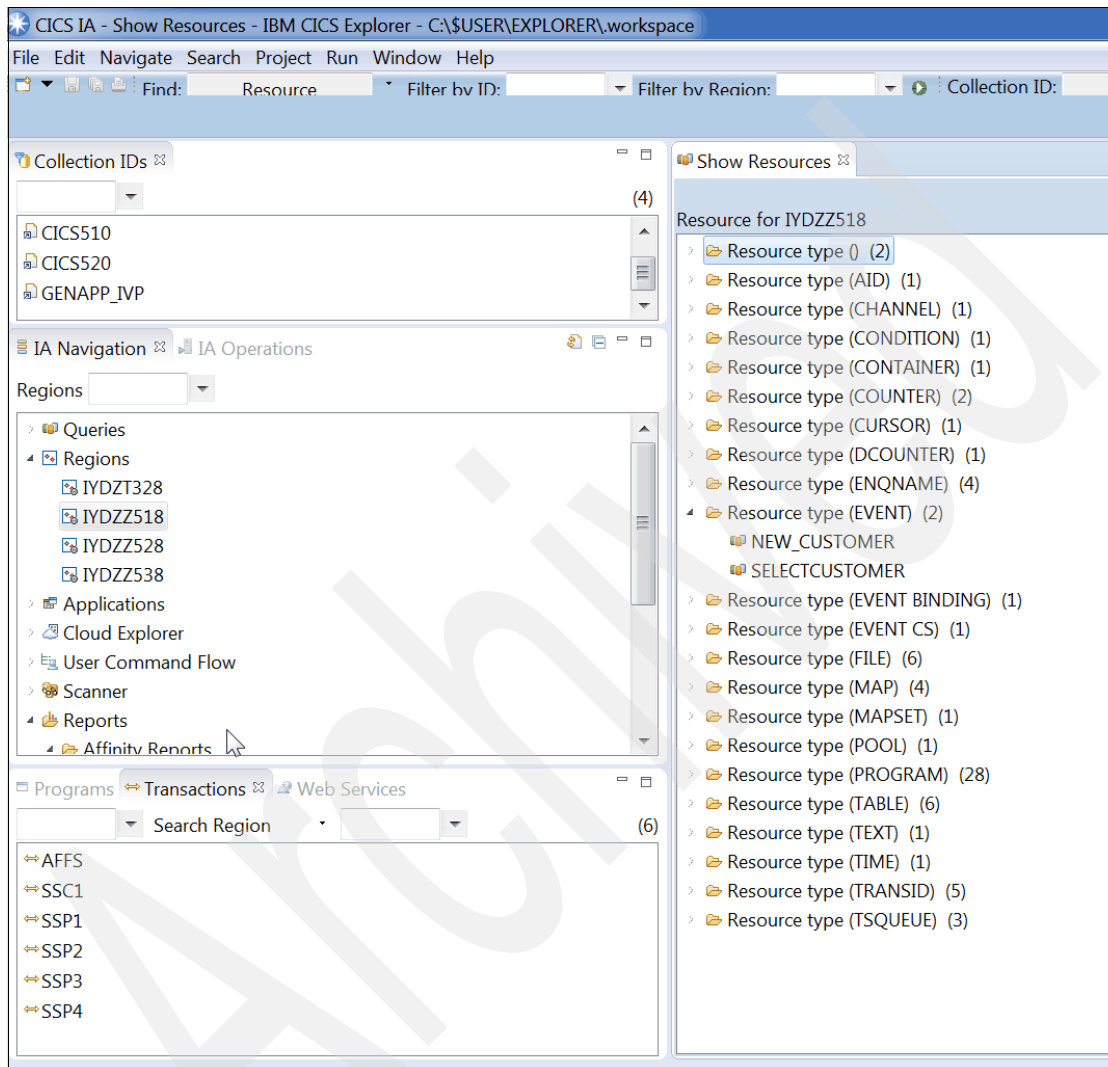 CICS IA - Show Resources - IBM CICS Explorer - C:\$USER\EXPLORER\.workspace
File Edit Navigate Search Project Run Window Help
Find: Resource Filter by ID: Filter by Region: Collection ID:
Collection IDs
(4)
CICS510
CICS520
GENAPP_IVP
IA Navigation IA Operations
Regions
Queries
Regions
IYDZT328
IYDZZ518
IYDZZ528
IYDZZ538
Applications
Cloud Explorer
User Command Flow
Scanner
Reports
Affinity Reports
Programs Transactions Web Services
Search Region (6)
AFFS
SSC1
SSP1
SSP2
SSP3
SSP4
Show Resources
Resource for IYDZZ518
Resource type () (2)
Resource type (AID) (1)
Resource type (CHANNEL) (1)
Resource type (CONDITION) (1)
Resource type (CONTAINER) (1)
Resource type (COUNTER) (2)
Resource type (CURSOR) (1)
Resource type (DCOUNTER) (1)
Resource type (ENQNAME) (4)
Resource type (EVENT) (2)
NEW_CUSTOMER
SELECTCUSTOMER
Resource type (EVENT BINDING) (1)
Resource type (EVENT CS) (1)
Resource type (FILE) (6)
Resource type (MAP) (4)
Resource type (MAPSET) (1)
Resource type (POOL) (1)
Resource type (PROGRAM) (28)
Resource type (TABLE) (6)
Resource type (TEXT) (1)
Resource type (TIME) (1)
Resource type (TRANSID) (5)
Resource type (TSQUEUE) (3)
Archived